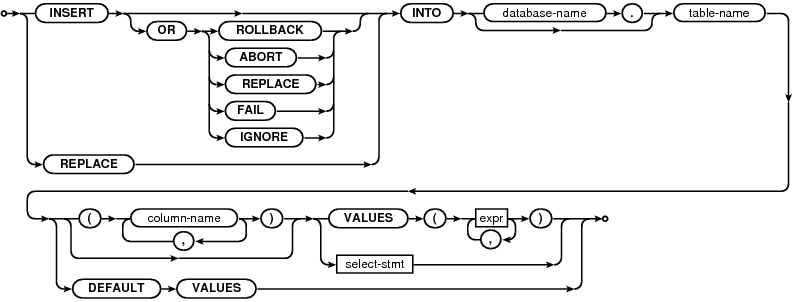 INSERT INTO database-name . table-name
OR ROLLBACK
ABORT
REPLACE
FAIL
IGNORE
REPLACE
( column-name ) VALUES ( expr )
, ,
select-stmt
DEFAULT VALUES